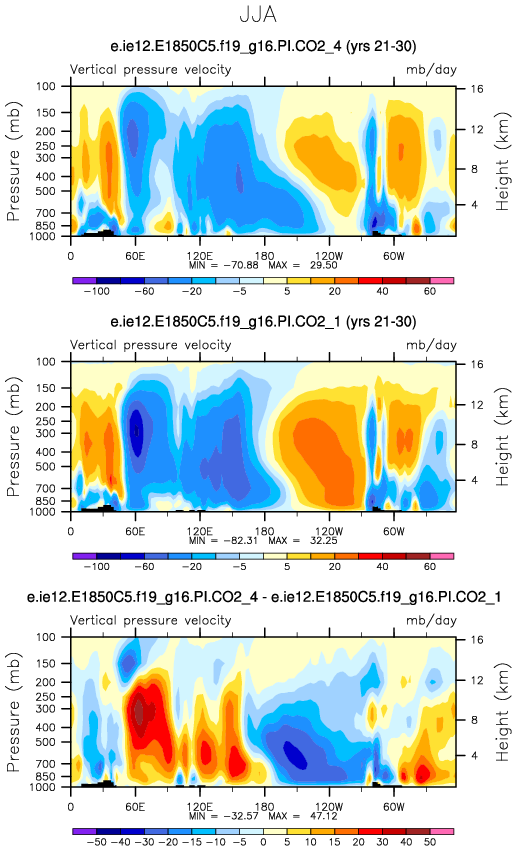 JJA
e.ie12.E1850C5.f19_g16.PI.CO2_4 (yrs 21-30)
Vertical pressure velocity mb/day
Pressure (mb)
100
150
200
250
300
400
500
700
850
1000
16
12
8
4
Height (km)
0 60E 120E 180 120W 60W
MIN = -70.88 MAX = 29.50
-100 -60 -20 -5 5 20 40 60
e.ie12.E1850C5.f19_g16.PI.CO2_1 (yrs 21-30)
Vertical pressure velocity mb/day
Pressure (mb)
100
150
200
250
300
400
500
700
850
1000
16
12
8
4
Height (km)
0 60E 120E 180 120W 60W
MIN = -82.31 MAX = 32.25
-100 -60 -20 -5 5 20 40 60
e.ie12.E1850C5.f19_g16.PI.CO2_4 - e.ie12.E1850C5.f19_g16.PI.CO2_1
Vertical pressure velocity mb/day
Pressure (mb)
100
150
200
250
300
400
500
700
850
1000
16
12
8
4
Height (km)
0 60E 120E 180 120W 60W
MIN = -32.57 MAX = 47.12
-50 -40 -30 -20 -15 -10 -5 0 5 10 15 20 30 40 50